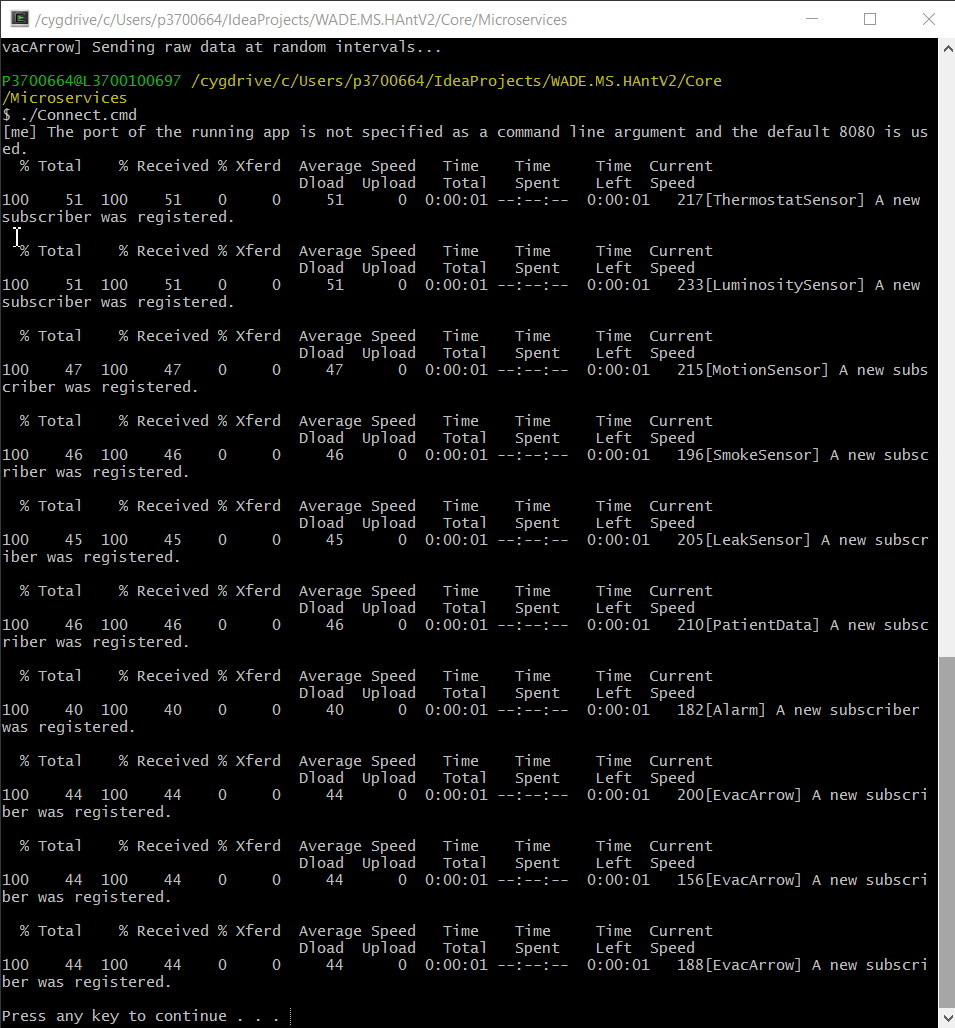 /cygdrive/c/Users/p3700664/IdeaProjects/WADE.MS.HAntV2/Core/Microservices
vacArrow] Sending raw data at random intervals...
P3700664@L3700100697 /cygdrive/c/Users/p3700664/IdeaProjects/WADE.MS.HAntV2/Core
/Microservices
$ ./Connect.cmd
[me] The port of the running app is not specified as a command line argument and the default 8080 is us
ed.
% Total % Received % Xferd Average Speed Time Time Time Current
Dload Upload Total Spent Left Speed
100 51 100 51 0 0 51 0 0:00:01 --:--:-- 0:00:01 217[ThermostatSensor] A new
subscriber was registered.
% Total % Received % Xferd Average Speed Time Time Time Current
Dload Upload Total Spent Left Speed
100 51 100 51 0 0 51 0 0:00:01 --:--:-- 0:00:01 233[LuminositySensor] A new
subscriber was registered.
% Total % Received % Xferd Average Speed Time Time Time Current
Dload Upload Total Spent Left Speed
100 47 100 47 0 0 47 0 0:00:01 --:--:-- 0:00:01 215[MotionSensor] A new subs
criber was registered.
% Total % Received % Xferd Average Speed Time Time Time Current
Dload Upload Total Spent Left Speed
100 46 100 46 0 0 46 0 0:00:01 --:--:-- 0:00:01 196[SmokeSensor] A new subsc
riber was registered.
% Total % Received % Xferd Average Speed Time Time Time Current
Dload Upload Total Spent Left Speed
100 45 100 45 0 0 45 0 0:00:01 --:--:-- 0:00:01 205[LeakSensor] A new subscr
iber was registered.
% Total % Received % Xferd Average Speed Time Time Time Current
Dload Upload Total Spent Left Speed
100 46 100 46 0 0 46 0 0:00:01 --:--:-- 0:00:01 210[PatientData] A new subsc
riber was registered.
% Total % Received % Xferd Average Speed Time Time Time Current
Dload Upload Total Spent Left Speed
100 40 100 40 0 0 40 0 0:00:01 --:--:-- 0:00:01 182[Alarm] A new subscriber
was registered.
% Total % Received % Xferd Average Speed Time Time Time Current
Dload Upload Total Spent Left Speed
100 44 100 44 0 0 44 0 0:00:01 --:--:-- 0:00:01 200[EvacArrow] A new subscri
ber was registered.
% Total % Received % Xferd Average Speed Time Time Time Current
Dload Upload Total Spent Left Speed
100 44 100 44 0 0 44 0 0:00:01 --:--:-- 0:00:01 156[EvacArrow] A new subscri
ber was registered.
% Total % Received % Xferd Average Speed Time Time Time Current
Dload Upload Total Spent Left Speed
100 44 100 44 0 0 44 0 0:00:01 --:--:-- 0:00:01 188[EvacArrow] A new subscri
ber was registered.
Press any key to continue . . .